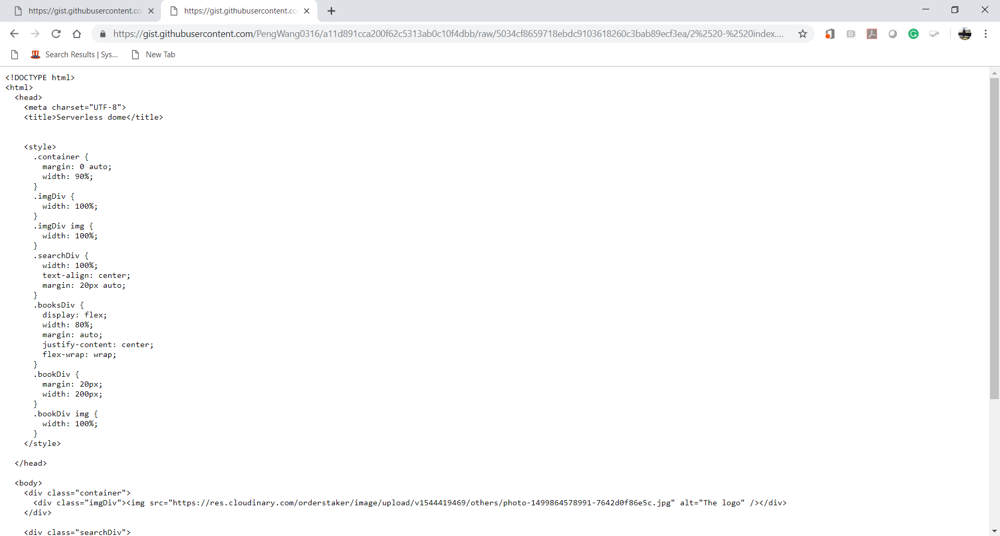 https://gist.githubusercontent.co
https://gist.githubusercontent.co
https://gist.githubusercontent.com/PengWang0316/a11d891cca200f62c5313ab0c10f4dbb/raw/5034cf8659718ebdc9103618260c3bab89ecf3ea/2%2520-%2520index....
Search Results | Sys...
New Tab
<!DOCTYPE html>
<html>
  <head>
    <meta charset="UTF-8">
    <title>Serverless dome</title>
    <style>
      .container {
        margin: 0 auto;
        width: 90%;
      }
      .imgDiv {
        width: 100%;
      }
      .imgDiv img {
        width: 100%;
      }
      .searchDiv {
        width: 100%;
        text-align: center;
        margin: 20px auto;
      }
      .booksDiv {
        display: flex;
        width: 80%;
        margin: auto;
        justify-content: center;
        flex-wrap: wrap;
      }
      .bookDiv {
        margin: 20px;
        width: 200px;
      }
      .bookDiv img {
        width: 100%;
      }
    </style>
  </head>
  <body>
    <div class="container">
      <div class="imgDiv"><img src="https://res.cloudinary.com/orderstaker/image/upload/v1544419469/others/photo-1499864578991-7642d0f86e5c.jpg" alt="The logo" /></div>
    </div>
    <div class="searchDiv">